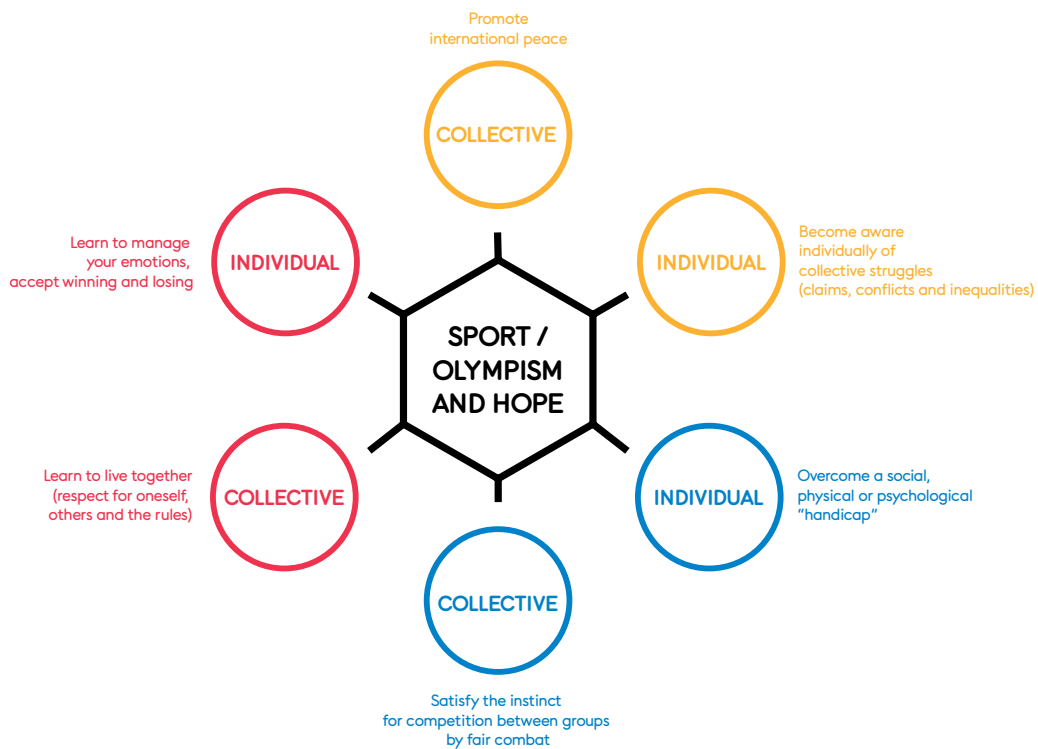 Promote
international peace
COLLECTIVE
Learn to manage
your emotions,
accept winning and losing
INDIVIDUAL
INDIVIDUAL
Become aware
individually of
collective struggles
(claims, conflicts and inequalities)
SPORT /
OLYMPISM
AND HOPE
Learn to live together
(respect for oneself,
others and the rules)
COLLECTIVE
INDIVIDUAL
Overcome a social,
physical or psychological
"handicap"
COLLECTIVE
Satisfy the instinct
for competition between groups
by fair combat